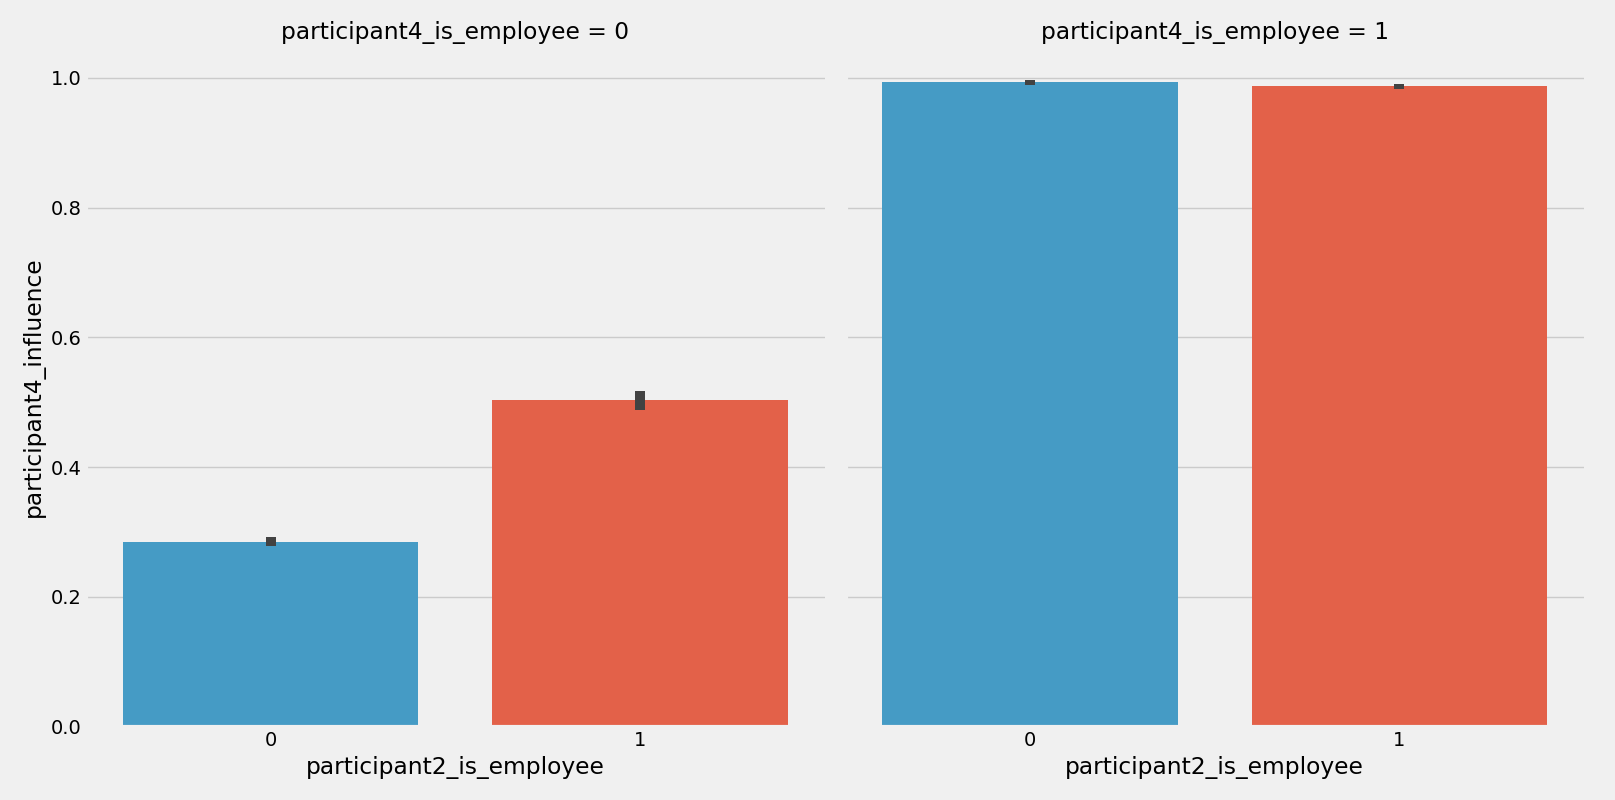 participant4_is_employee = 0
participant4_is_employee = 1
participant4_influence
1.0
0.8
0.6
0.4
0.2
0.0
0
1
0
1
participant2_is_employee
participant2_is_employee